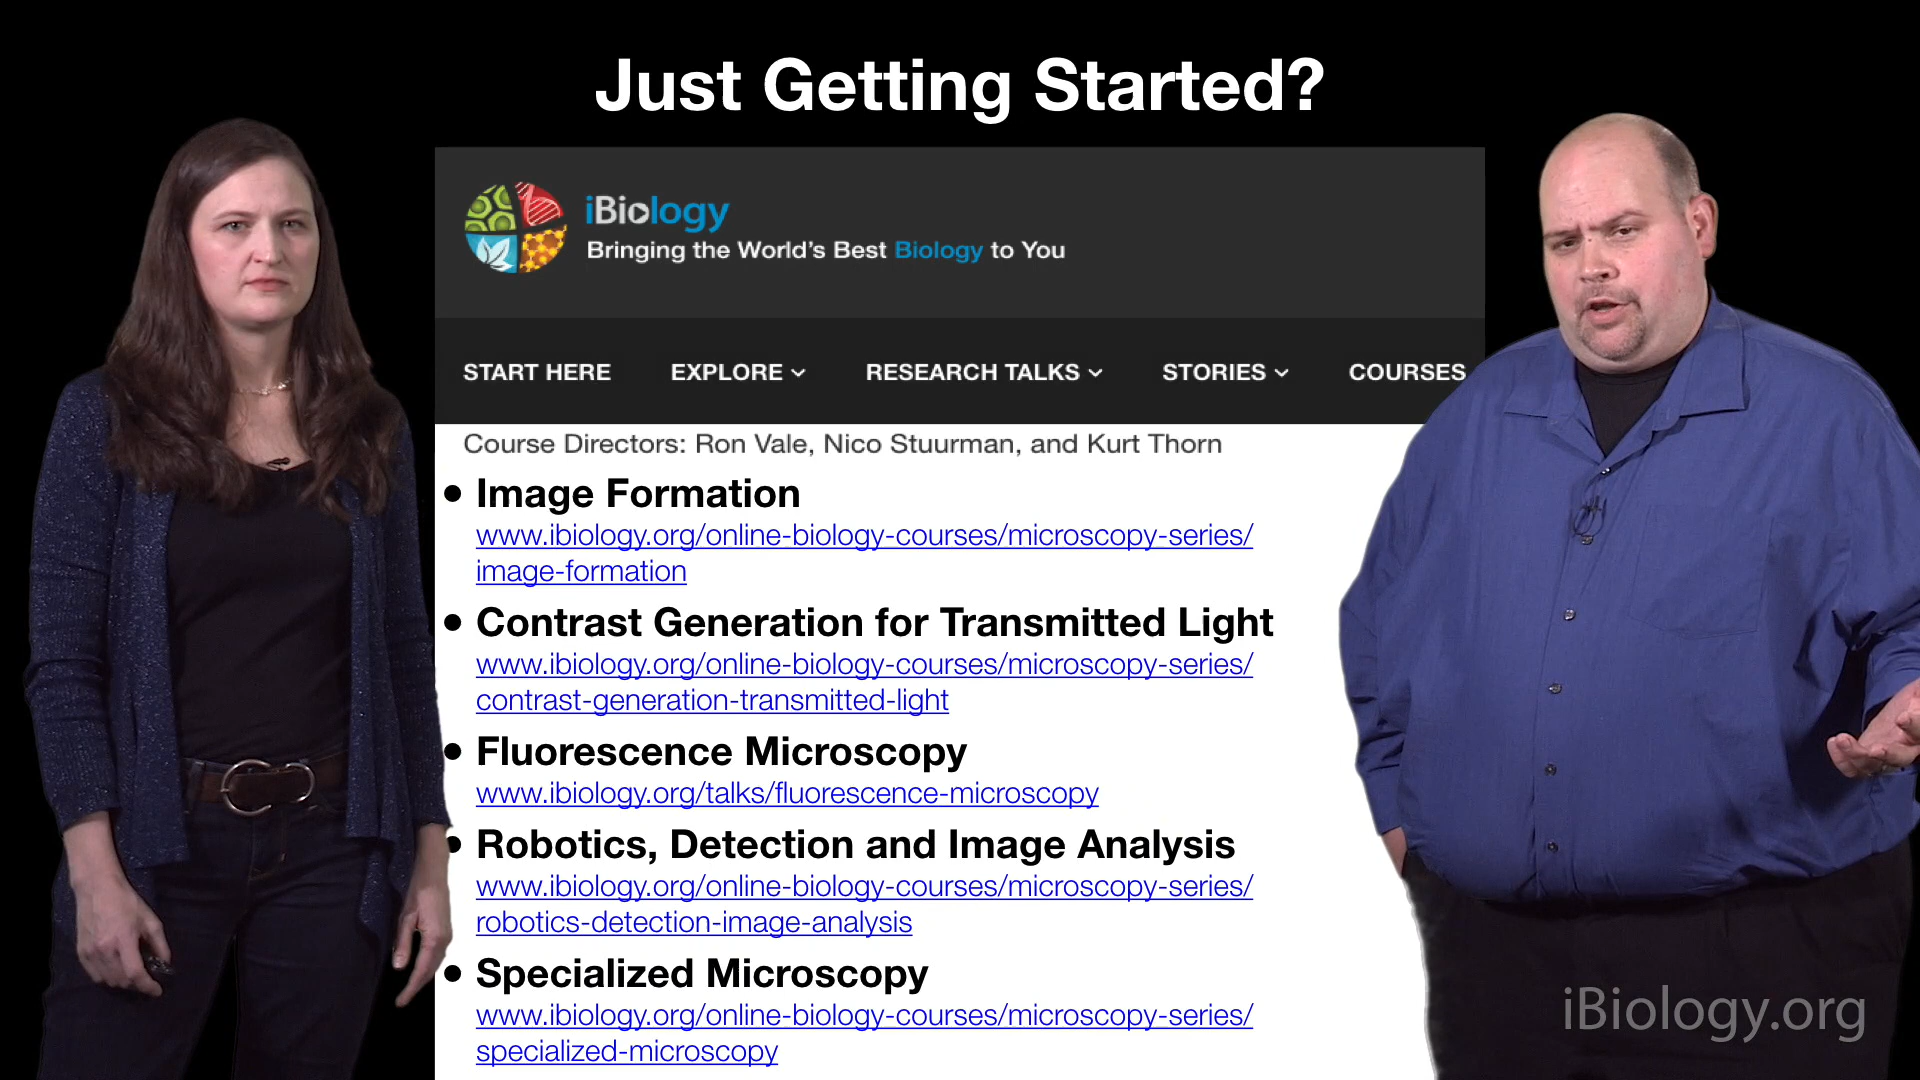 Just Getting Started?
iBiology
Bringing the World's Best Biology to You
START HERE EXPLORE RESEARCH TALKS STORIES COURSES
Course Directors: Ron Vale, Nico Stuurman, and Kurt Thorn
• Image Formation
www.ibiology.org/online-biology-courses/microscopy-series/
image-formation
• Contrast Generation for Transmitted Light
www.ibiology.org/online-biology-courses/microscopy-series/
contrast-generation-transmitted-light
• Fluorescence Microscopy
www.ibiology.org/talks/fluorescence-microscopy
• Robotics, Detection and Image Analysis
www.ibiology.org/online-biology-courses/microscopy-series/
robotics-detection-image-analysis
• Specialized Microscopy
www.ibiology.org/online-biology-courses/microscopy-series/
specialized-microscopy
iBiology.org